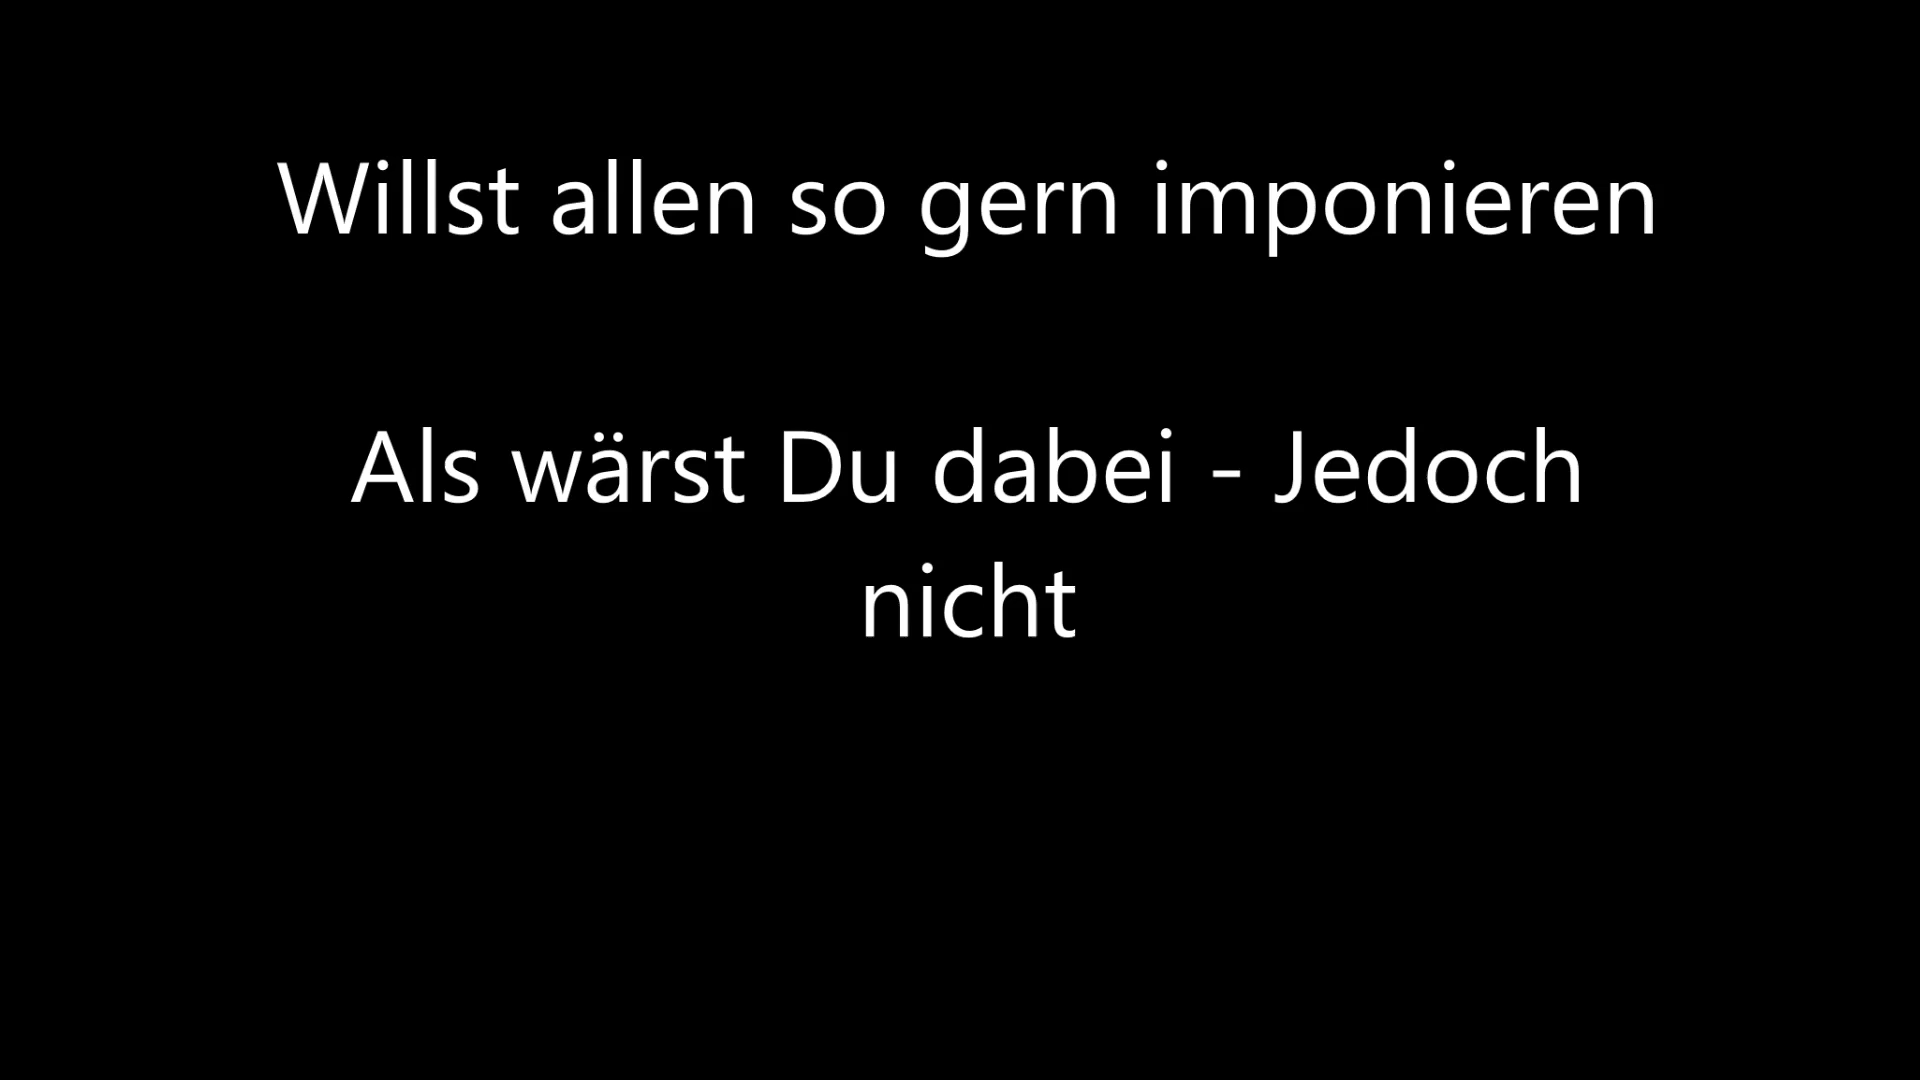 Willst allen so gern imponieren
Als wärst Du dabei - Jedoch
nicht